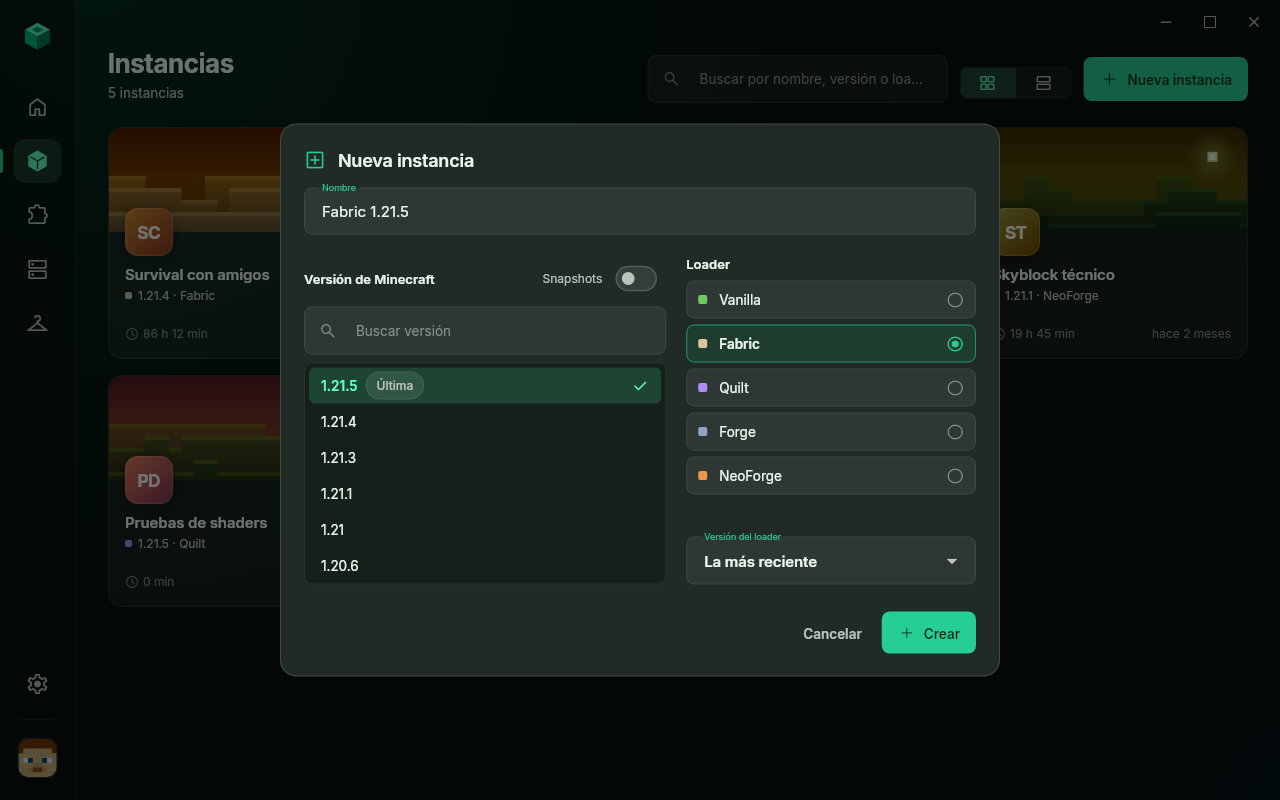 Instancias
5 instancias
Buscar por nombre, versión o loa...
Nueva instancia
SC
Survival con amigos
1.21.4 · Fabric
86 h 12 min
ST
Skyblock técnico
1.21.1 · NeoForge
19 h 45 min
hace 2 meses
PD
Pruebas de shaders
1.21.5 · Quilt
0 min
Nueva instancia
Nombre
Fabric 1.21.5
Versión de Minecraft
Snapshots
Buscar versión
1.21.5 Última
1.21.4
1.21.3
1.21.1
1.21
1.20.6
Loader
Vanilla
Fabric
Quilt
Forge
NeoForge
Versión del loader
La más reciente
Cancelar
Crear